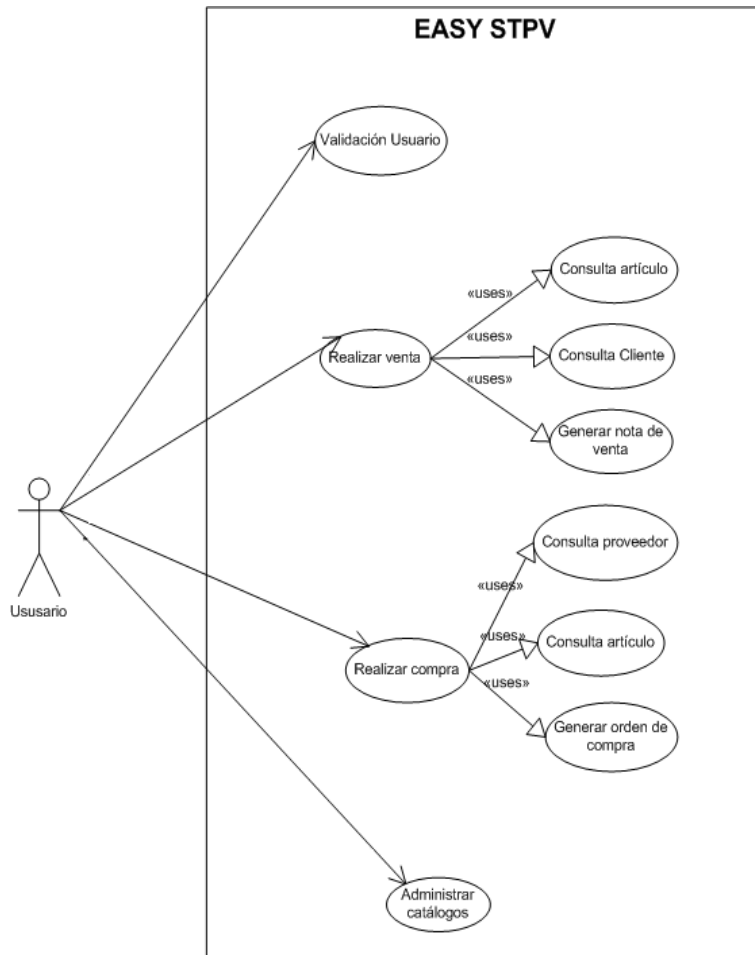 EASY STPV
Validación Usuario
Consulta artículo
«uses»
«uses»
Realizar venta
Consulta Cliente
«uses»
Generar nota de
venta
Ususario
Consulta proveedor
«uses»
«uses»
Consulta artículo
Realizar compra
«uses»
Generar orden de
compra
Administrar
catálogos